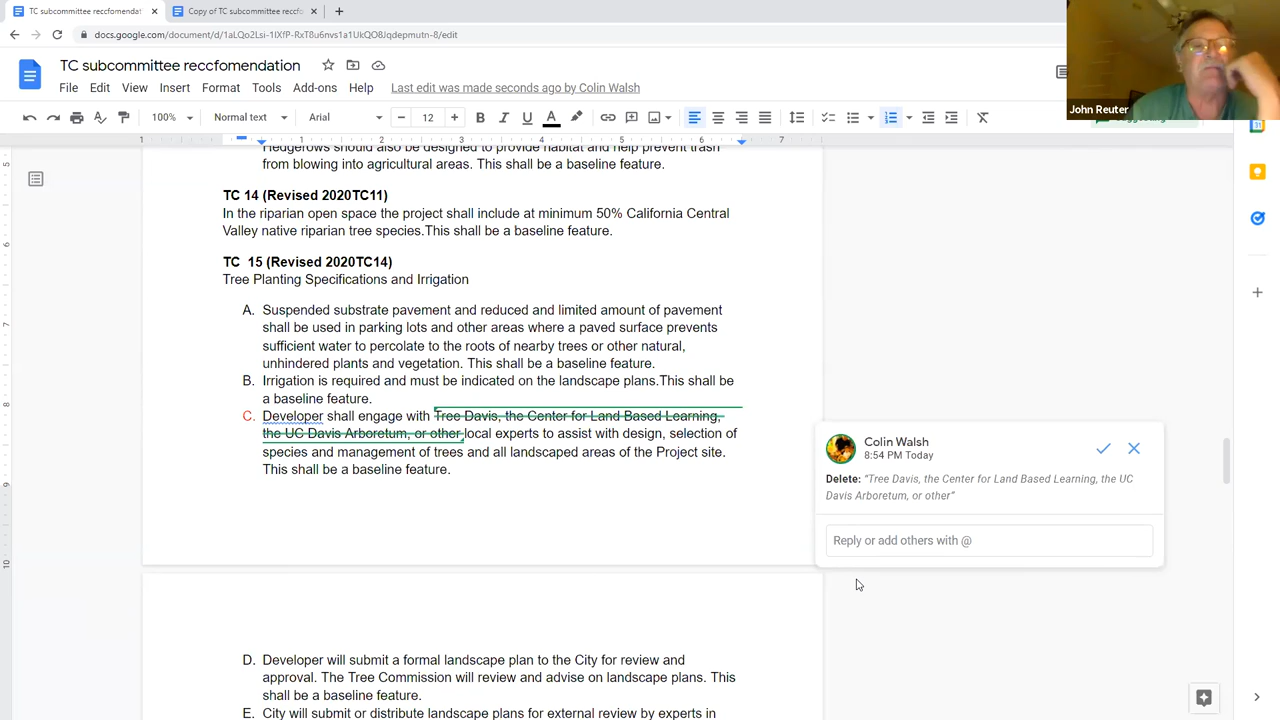 TC subcommittee reccfomendation
Copy of TC subcommittee reccfo
docs.google.com/document/d/1aLQo2Lsi-1IXfP-RxT8u6nvs1a1UkQO8Jqdepmutn-8/edit
TC subcommittee reccfomendation
File Edit View Insert Format Tools Add-ons Help Last edit was made seconds ago by Colin Walsh
John Reuter
100% Normal text Arial 12
Suggesting
1 1 2 3 4 5 6 7
Hedgerows should also be designed to provide habitat and help prevent trash
from blowing into agricultural areas. This shall be a baseline feature.
TC 14 (Revised 2020TC11)
In the riparian open space the project shall include at minimum 50% California Central
Valley native riparian tree species.This shall be a baseline feature.
TC 15 (Revised 2020TC14)
Tree Planting Specifications and Irrigation
A. Suspended substrate pavement and reduced and limited amount of pavement
shall be used in parking lots and other areas where a paved surface prevents
sufficient water to percolate to the roots of nearby trees or other natural,
unhindered plants and vegetation. This shall be a baseline feature.
B. Irrigation is required and must be indicated on the landscape plans.This shall be
a baseline feature.
C. Developer shall engage with Tree Davis, the Center for Land Based Learning,
the UC Davis Arboretum, or other local experts to assist with design, selection of
species and management of trees and all landscaped areas of the Project site.
This shall be a baseline feature.
Colin Walsh
8:54 PM Today
Delete: "Tree Davis, the Center for Land Based Learning, the UC
Davis Arboretum, or other"
Reply or add others with @
D. Developer will submit a formal landscape plan to the City for review and
approval. The Tree Commission will review and advise on landscape plans. This
shall be a baseline feature.
E. City will submit or distribute landscape plans for external review by experts in